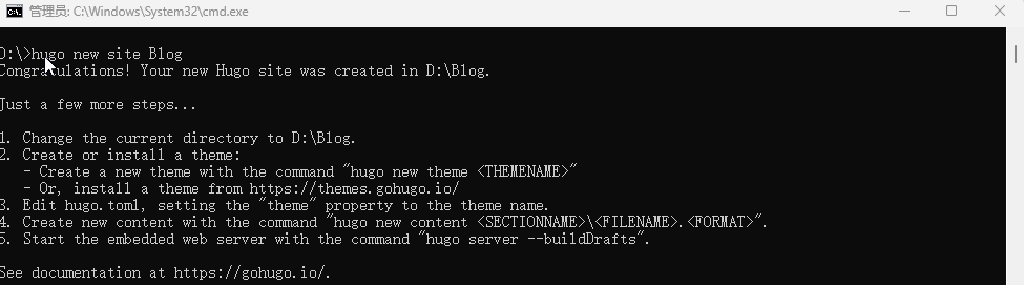 管理员: C:\Windows\System32\cmd.exe
D:\>hugo new site Blog
Congratulations! Your new Hugo site was created in D:\Blog.
Just a few more steps...
1. Change the current directory to D:\Blog.
2. Create or install a theme:
- Create a new theme with the command "hugo new theme <THEMENAME>"
- Or, install a theme from https://themes.gohugo.io/
3. Edit hugo.toml, setting the "theme" property to the theme name.
4. Create new content with the command "hugo new content <SECTIONNAME>\<FILENAME>.<FORMAT>".
5. Start the embedded web server with the command "hugo server --buildDrafts".
See documentation at https://gohugo.io/.